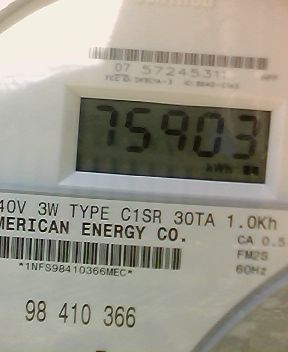 07 5724531
75903
kWh
40V 3W TYPE C1SR 30TA 1.0Kh
MERICAN ENERGY CO.
CA 0.5
FM2S
60Hz
*1NFS98410366MEC*
98 410 366